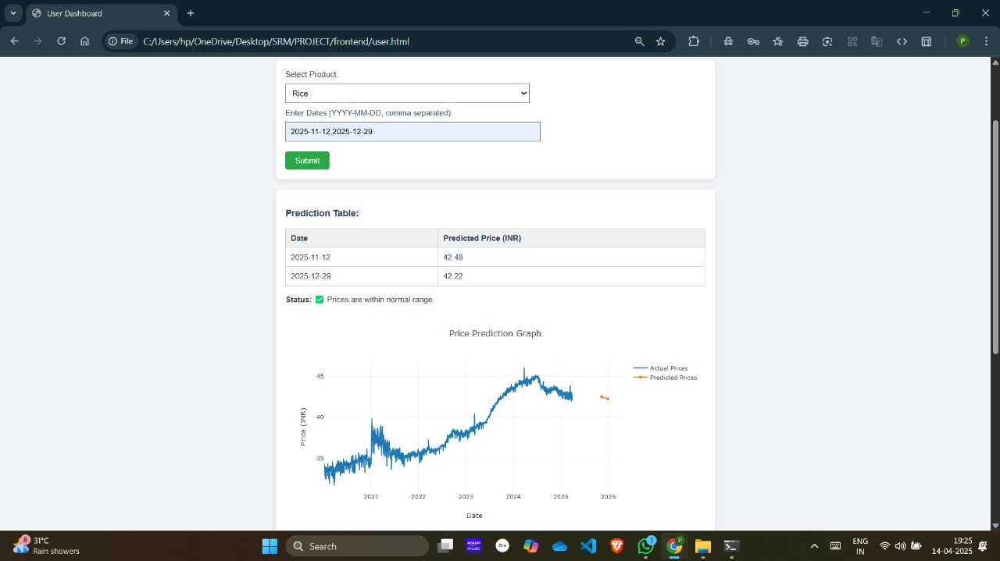 User Dashboard
File C:/Users/hp/OneDrive/Desktop/SRM/PROJECT/frontend/user.html
P
Select Product:
Rice
Enter Dates (YYYY-MM-DD, comma separated):
2025-11-12,2025-12-29
Submit
Prediction Table:
Date Predicted Price (INR)
2025-11-12 42.48
2025-12-29 42.22
Status: ✅ Prices are within normal range.
Price Prediction Graph
Actual Prices
Predicted Prices
45
40
35
Price (INR)
2021 2022 2023 2024 2025 2026
Date
8
31°C
Rain showers
Search
amazon music
1
P
ENG
IN
19:25
14-04-2025